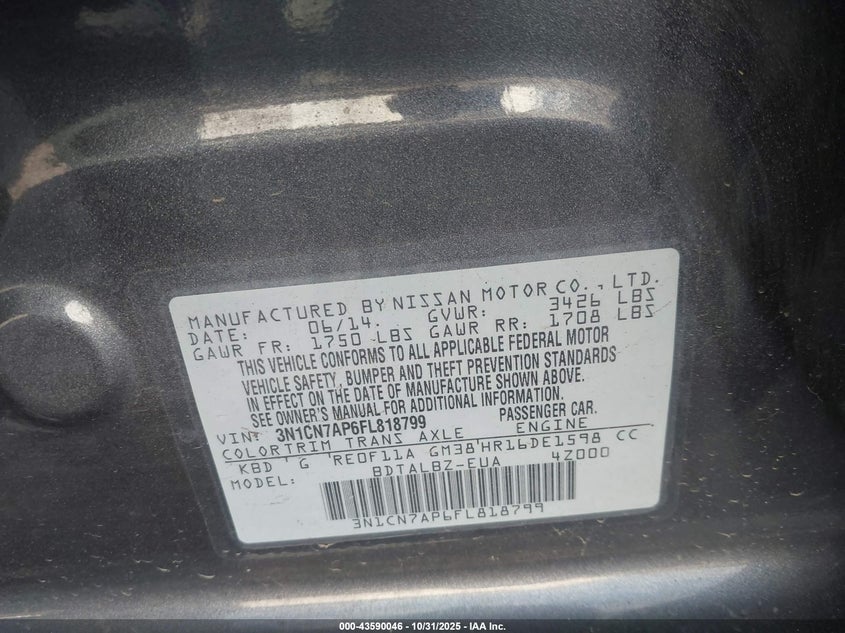 MANUFACTURED BY NISSAN MOTOR CO., LTD.
DATE: 06/14. GVWR: 3426 LBS
GAWR FR: 1750 LBS GAWR RR: 1708 LBS
THIS VEHICLE CONFORMS TO ALL APPLICABLE FEDERAL MOTOR
VEHICLE SAFETY, BUMPER AND THEFT PREVENTION STANDARDS
IN EFFECT ON THE DATE OF MANUFACTURE SHOWN ABOVE.
SEE OWNER'S MANUAL FOR ADDITIONAL INFORMATION.
VIN: 3N1CN7AP6FL818799 PASSENGER CAR.
COLOR TRIM TRANS AXLE ENGINE
KBD G RE0F11A GM38 HR16DE1598 CC
MODEL: BDTALBZ-EUA 4Z000
3N1CN7AP6FL818799
000-43590046 - 10/31/2025 - IAA Inc.